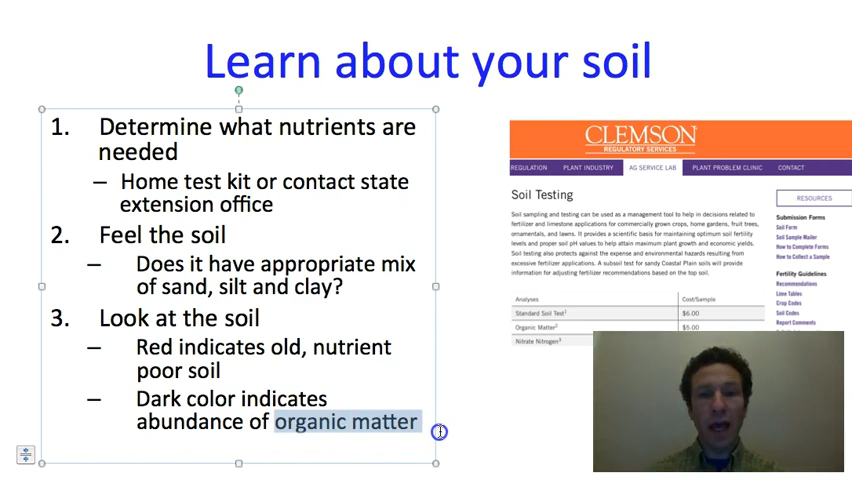 Learn about your soil
1. Determine what nutrients are
needed
– Home test kit or contact state
extension office
2. Feel the soil
– Does it have appropriate mix
of sand, silt and clay?
3. Look at the soil
– Red indicates old, nutrient
poor soil
– Dark color indicates
abundance of organic matter
CLEMSON
REGULATORY SERVICES
REGULATION PLANT INDUSTRY AG SERVICE LAB PLANT PROBLEM CLINIC CONTACT
Soil Testing
Soil sampling and testing can be used as a management tool to help in decisions related to
fertilizer and limestone applications for commercially grown crops, home gardens, fruit trees,
ornamentals, and lawns. It provides a scientific basis for maintaining optimum soil fertility
levels and proper soil pH values to help attain maximum plant growth and economic yields.
Soil testing also protects against the expense and environmental hazards resulting from
excessive fertilizer applications. A subsoil test for sandy Coastal Plain soils will provide
information for adjusting fertilizer recommendations based on the top soil.
Analyses Cost/Sample
Standard Soil Test1 $6.00
Organic Matter2 $5.00
Nitrate Nitrogen3
RESOURCES
Submission Forms
Soil Form
Soil Sample Mailer
How to Complete Forms
How to Collect a Sample
Fertility Guidelines
Recommendations
Lime Tables
Crop Codes
Soil Codes
Report Comments